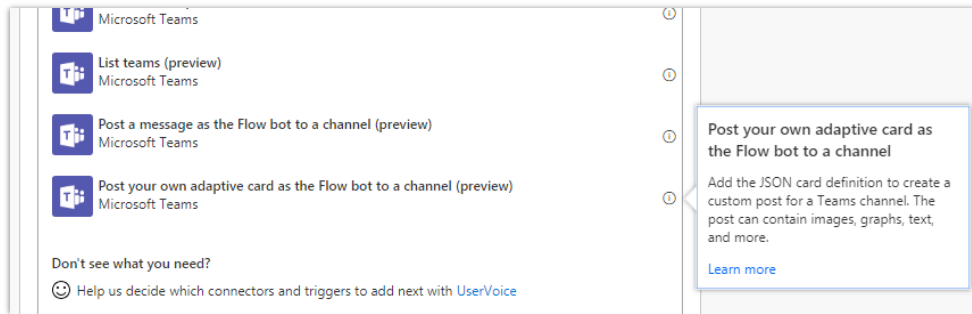 Microsoft Teams
List teams (preview)
Microsoft Teams
Post a message as the Flow bot to a channel (preview)
Microsoft Teams
Post your own adaptive card as the Flow bot to a channel (preview)
Microsoft Teams
Don't see what you need?
Help us decide which connectors and triggers to add next with UserVoice
Post your own adaptive card as
the Flow bot to a channel
Add the JSON card definition to create a
custom post for a Teams channel. The
post can contain images, graphs, text,
and more.
Learn more